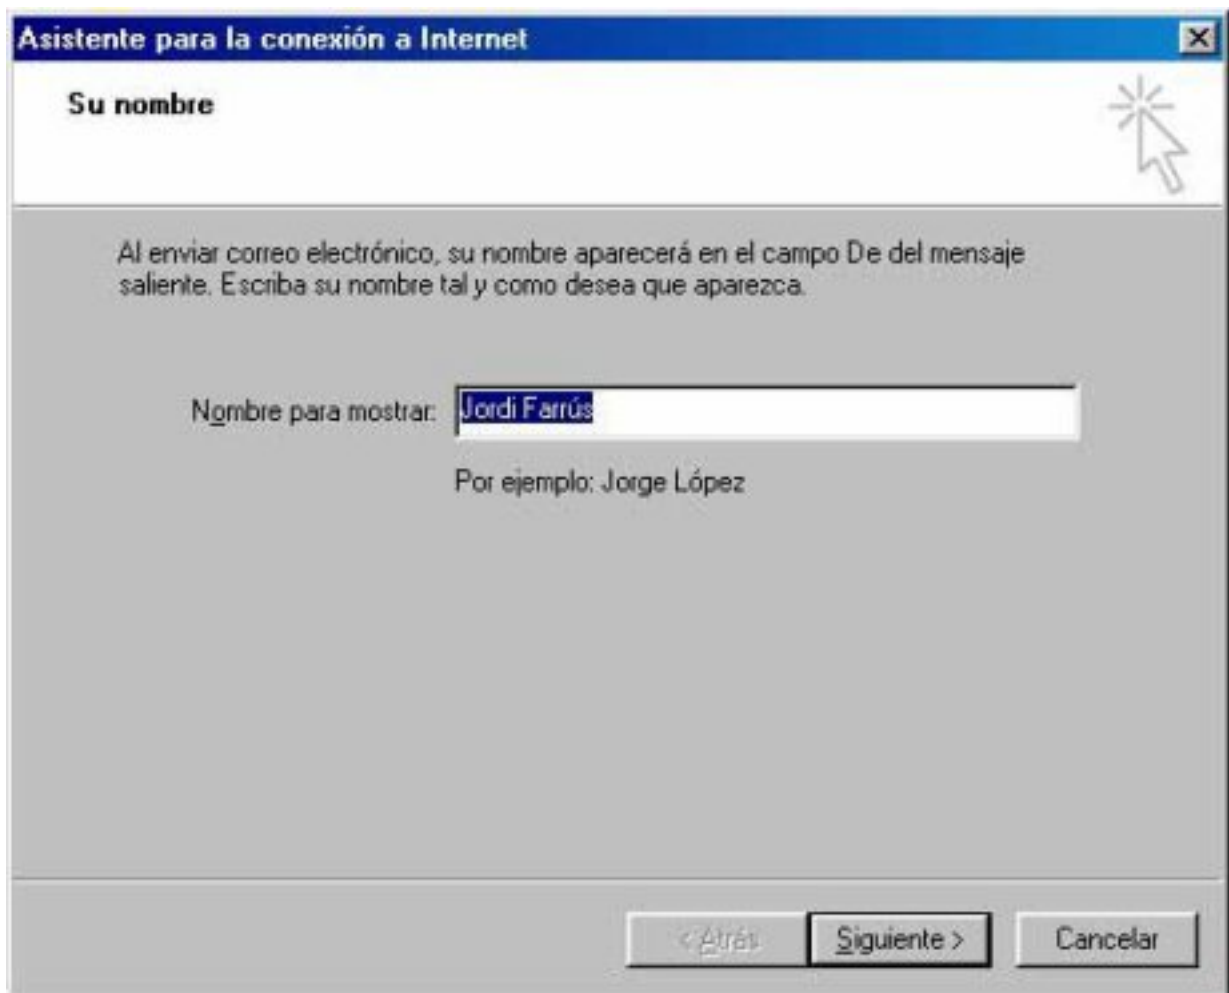 Asistente para la conexión a Internet
Su nombre
Al enviar correo electrónico, su nombre aparecerá en el campo De del mensaje
saliente. Escriba su nombre tal y como desea que aparezca.
Nombre para mostrar: Jordi Farrús
Por ejemplo: Jorge López
< Atrás Siguiente > Cancelar